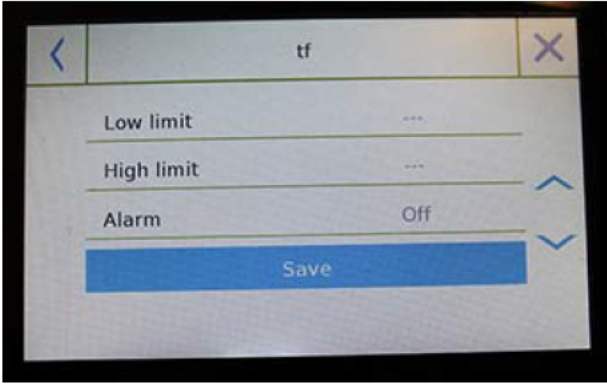 tf
Low limit ---
High limit ---
Alarm Off
Save